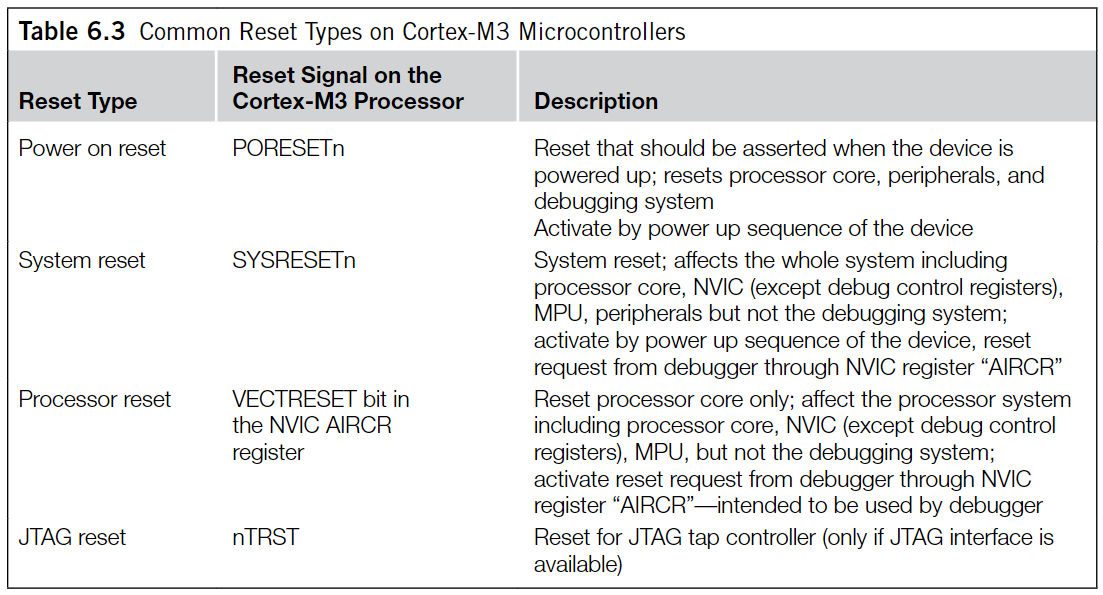 Table 6.3 Common Reset Types on Cortex-M3 Microcontrollers
Reset Type
Reset Signal on the
Cortex-M3 Processor
Description
Power on reset
PORESETn
Reset that should be asserted when the device is
powered up; resets processor core, peripherals, and
debugging system
Activate by power up sequence of the device
System reset
SYSRESETn
System reset; affects the whole system including
processor core, NVIC (except debug control registers),
MPU, peripherals but not the debugging system;
activate by power up sequence of the device, reset
request from debugger through NVIC register “AIRCR”
Processor reset
VECTRESET bit in
the NVIC AIRCR
register
Reset processor core only; affect the processor system
including processor core, NVIC (except debug control
registers), MPU, but not the debugging system;
activate reset request from debugger through NVIC
register “AIRCR”—intended to be used by debugger
JTAG reset
nTRST
Reset for JTAG tap controller (only if JTAG interface is
available)